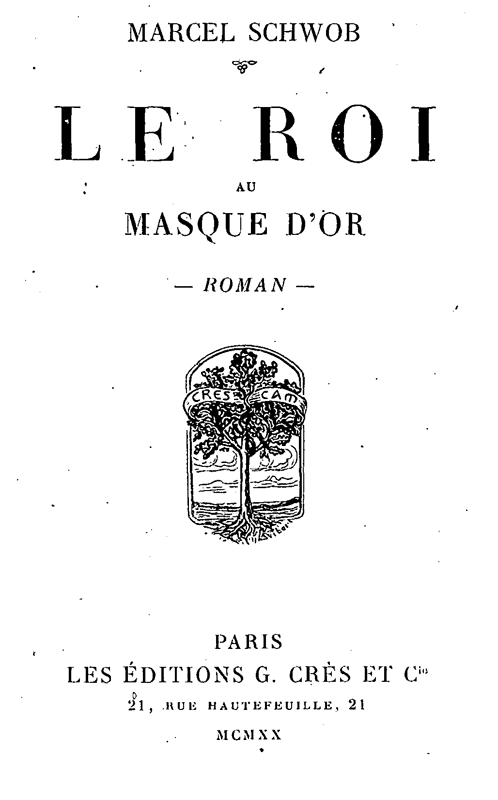 MARCEL SCHWOB
LE ROI
AU
MASQUE D'OR
— ROMAN —
CRESCAM
PARIS
LES ÉDITIONS G. CRÈS ET Cie
21, RUE HAUTEFEUILLE, 21
MCMXX